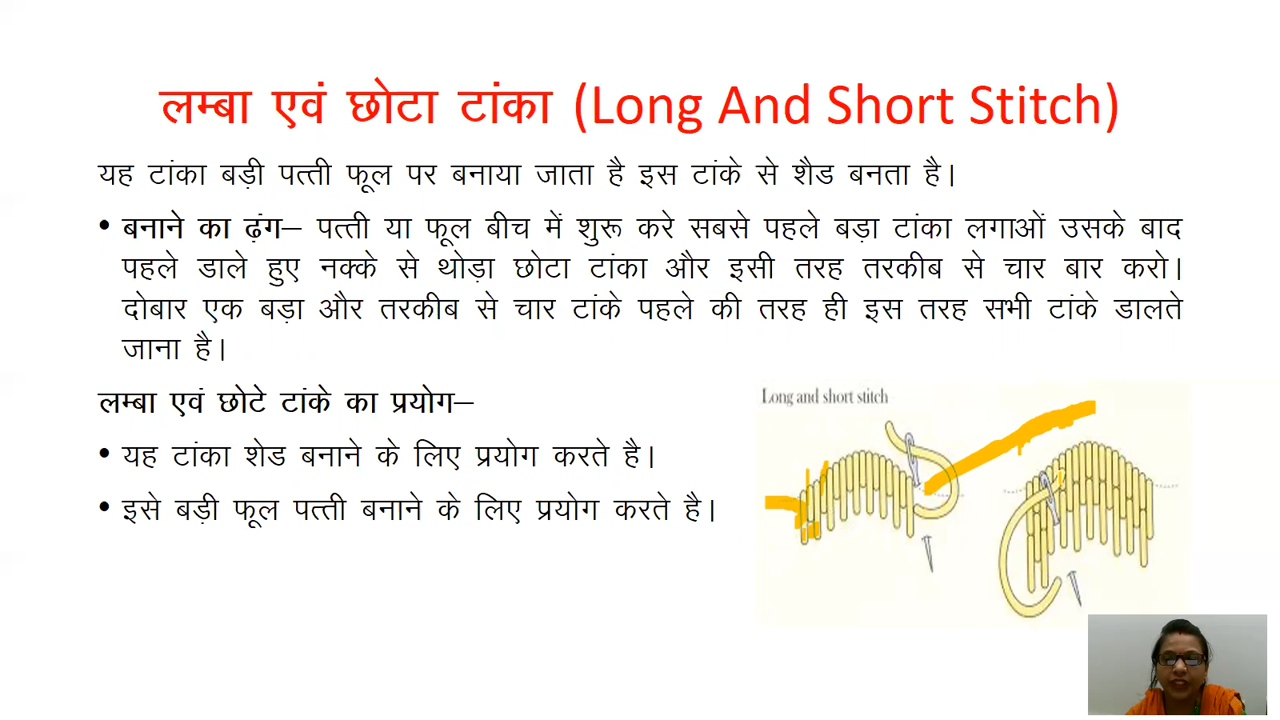 लम्बा एवं छोटा टांका (Long And Short Stitch)
यह टांका बड़ी पत्ती फूल पर बनाया जाता है इस टांके से शैड बनता है।
• बनाने का ढ़ंग– पत्ती या फूल बीच में शुरू करे सबसे पहले बड़ा टांका लगाओं उसके बाद
पहले डाले हुए नक्के से थोड़ा छोटा टांका और इसी तरह तरकीब से चार बार करो।
दोबार एक बड़ा और तरकीब से चार टांके पहले की तरह ही इस तरह सभी टांके डालते
जाना है।
लम्बा एवं छोटे टांके का प्रयोग–
• यह टांका शेड बनाने के लिए प्रयोग करते है।
• इसे बड़ी फूल पत्ती बनाने के लिए प्रयोग करते है।
Long and short stitch